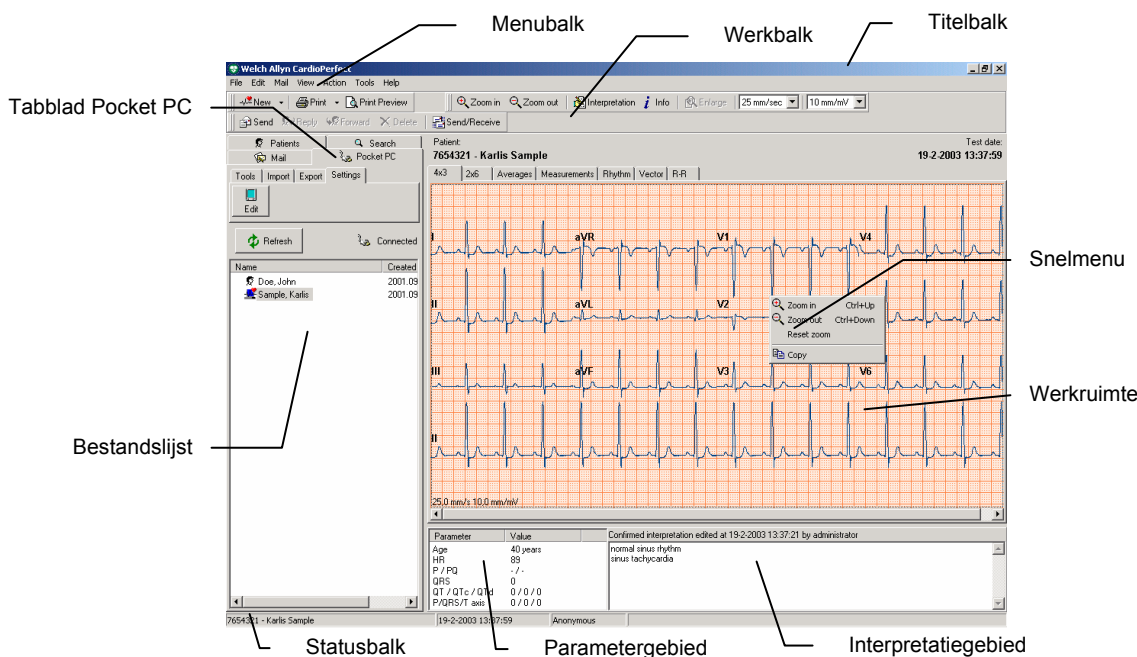 Menubalk
Werkbalk
Titelbalk
Welch Allyn CardioPerfect
File Edit Mail View Action Tools Help
New Print Print Preview Zoom in Zoom out Interpretation Info Enlarge 25 mm/sec 10 mm/mV
Tabblad Pocket PC
Send Reply Forward Delete Send/Receive
Patients Search
Mail Pocket PC
Patient:
Test date:
7654321 - Karlis Sample
19-2-2003 13:37:59
Tools Import Export Settings
4x3 2x6 Averages Measurements Rhythm Vector R-R
Edit
Refresh Connected
Name Created
Doe, John 2001.09
Sample, Karlis 2001.09
I aVR V1 V4
II aVL V2
Zoom in Ctrl+Up
Zoom out Ctrl+Down
Reset zoom
Copy
III aVF V3 V6
II
25,0 mm/s 10,0 mm/mV
Snelmenu
Werkruimte
Bestandslijst
Parameter Value
Age 40 years
HR 89
P / PQ - / -
QRS 0
QT / QTc / QTd 0 / 0 / 0
P/QRS/T axis 0 / 0 / 0
Confirmed interpretation edited at 19-2-2003 13:37:21 by administrator
normal sinus rhythm
sinus tachycardia
7654321 - Karlis Sample 19-2-2003 13:37:59 Anonymous
Statusbalk
Parametergebied
Interpretatiegebied